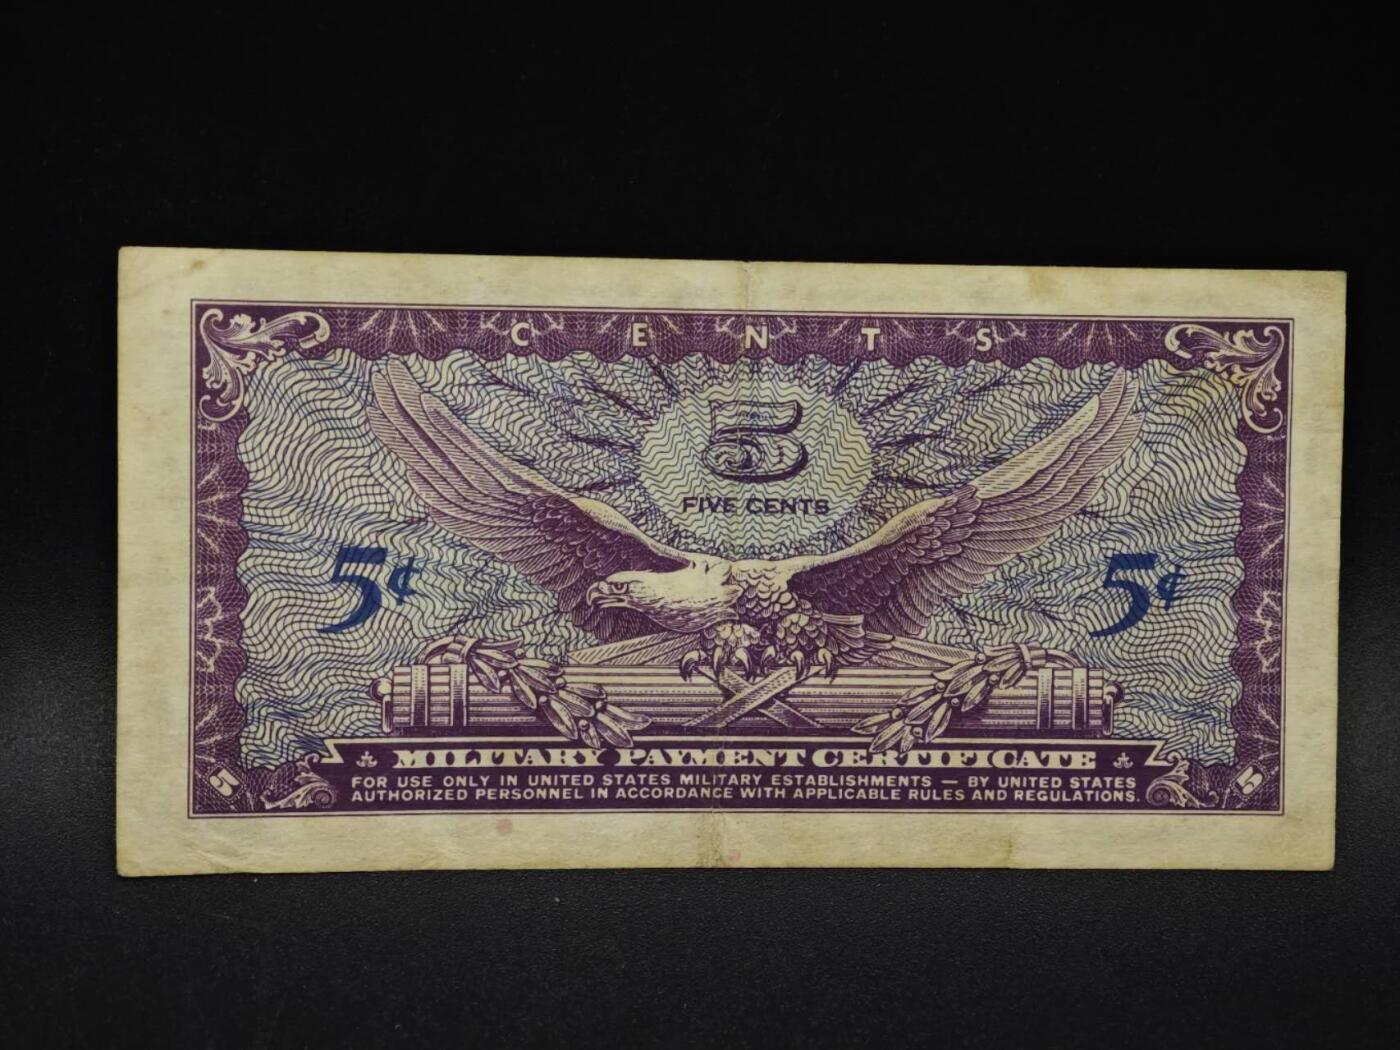 CENTS
5
FIVE CENTS
5¢ 5¢
MILITARY PAYMENT CERTIFICATE
5 5
FOR USE ONLY IN UNITED STATES MILITARY ESTABLISHMENTS — BY UNITED STATES
AUTHORIZED PERSONNEL IN ACCORDANCE WITH APPLICABLE RULES AND REGULATIONS.